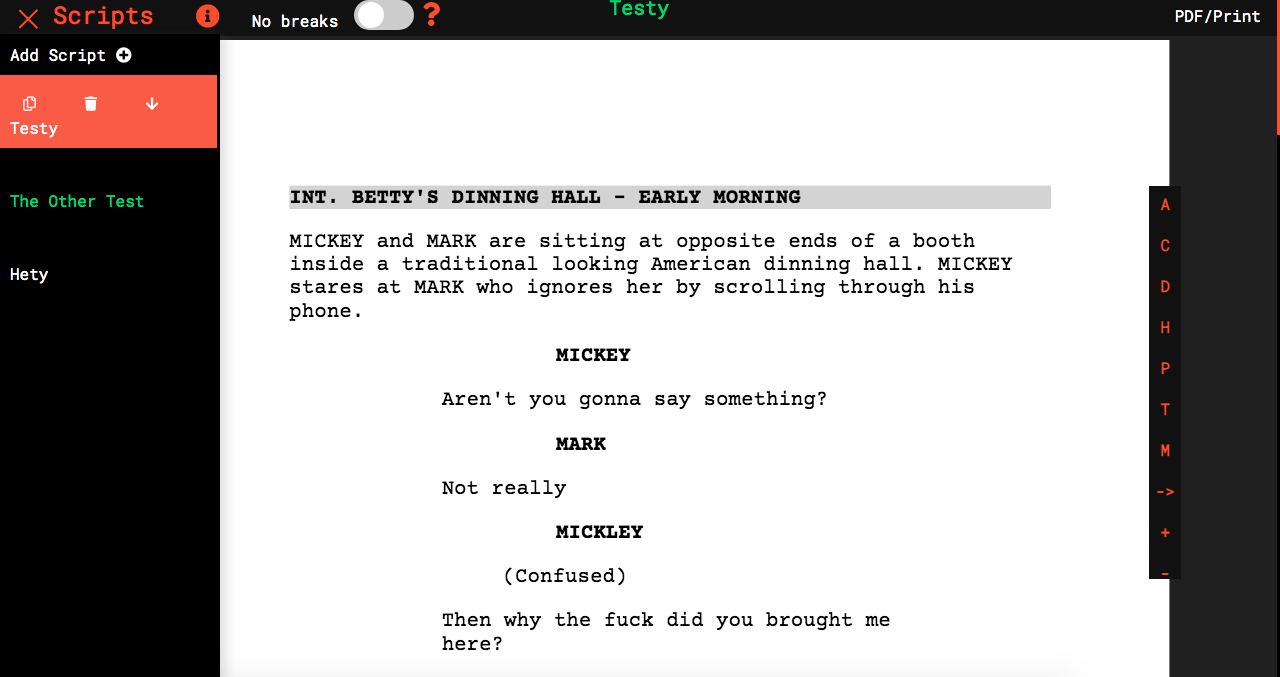 Scripts
No breaks
?
Testy
PDF/Print
Add Script
Testy
The Other Test
Hety
INT. BETTY'S DINNING HALL - EARLY MORNING
MICKEY and MARK are sitting at opposite ends of a booth
inside a traditional looking American dinning hall. MICKEY
stares at MARK who ignores her by scrolling through his
phone.
MICKEY
Aren't you gonna say something?
MARK
Not really
MICKLEY
(Confused)
Then why the fuck did you brought me
here?
A
C
D
H
P
T
M
->
+
-